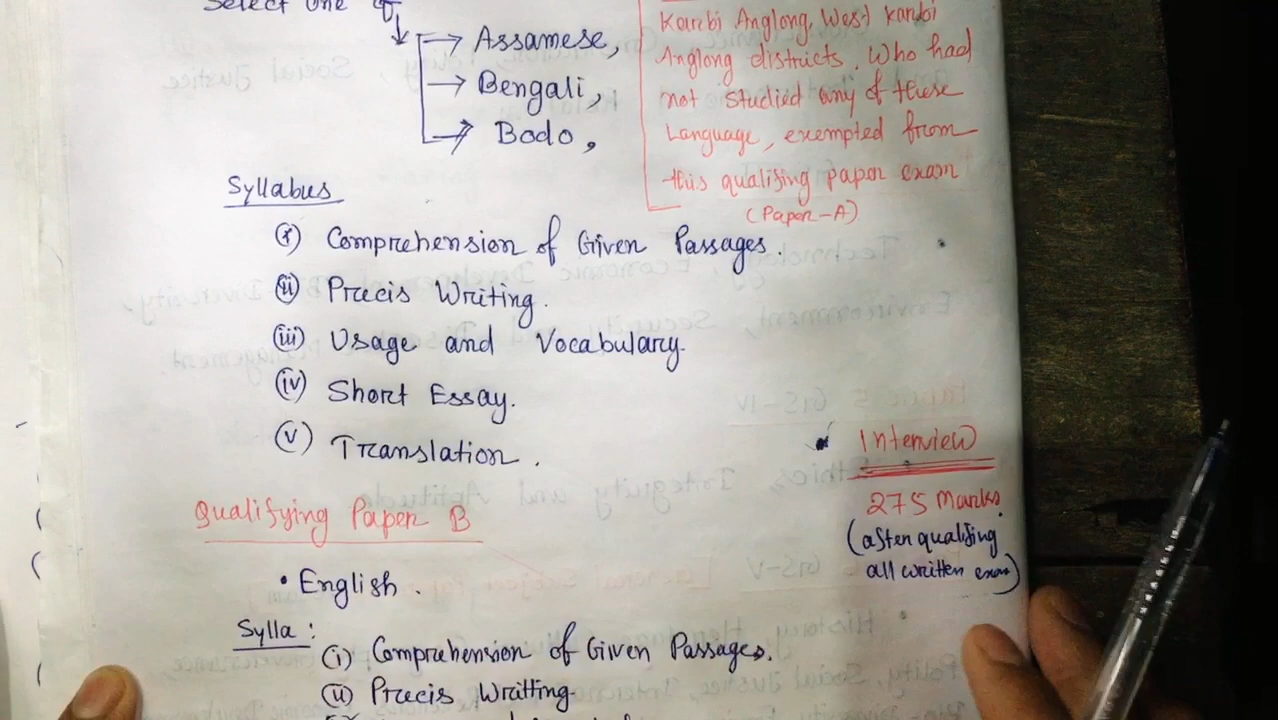 Select one of
→ Assamese,
→ Bengali,
→ Bodo,
Karbi Anglong, West Karbi
Anglong districts. Who had
not studied any of these
Language, exempted from
this qualifing paper exam
(Paper-A)
Syllabus
(i) Comprehension of Given Passages.
(ii) Precis Writing.
(iii) Usage and Vocabulary.
(iv) Short Essay.
(v) Translation.
Interview
275 Marks.
(after qualifing
all written exam)
Qualifying Paper B
• English.
Sylla:
(i) Comprehension of Given Passages.
(ii) Precis Writting.